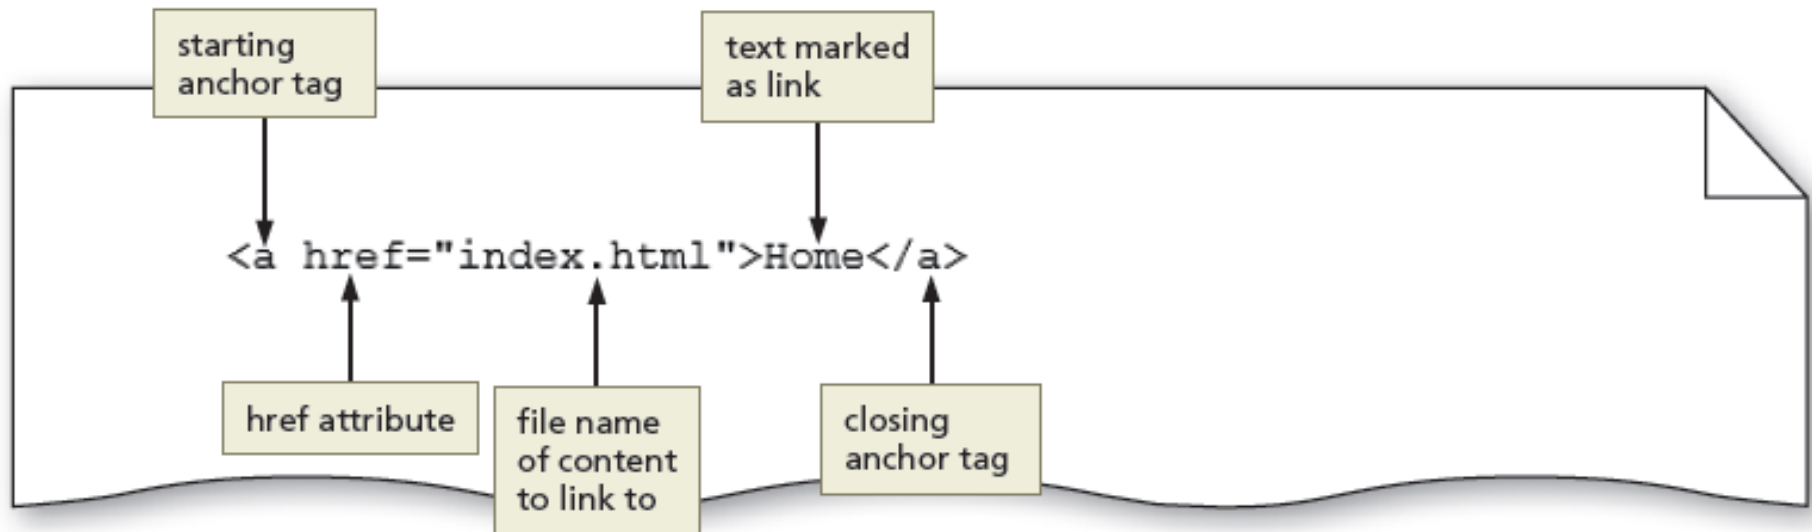 starting
anchor tag
text marked
as link
<a href="index.html">Home</a>
href attribute
file name
of content
to link to
closing
anchor tag